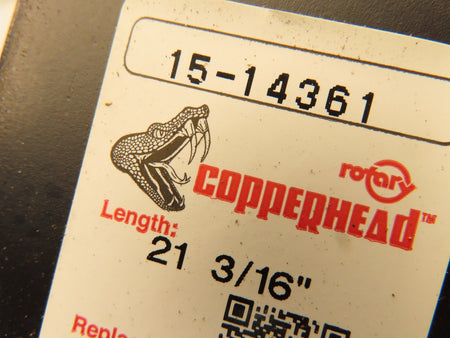 15-14361
rotary
COPPERHEAD™
Length:
21 3/16"